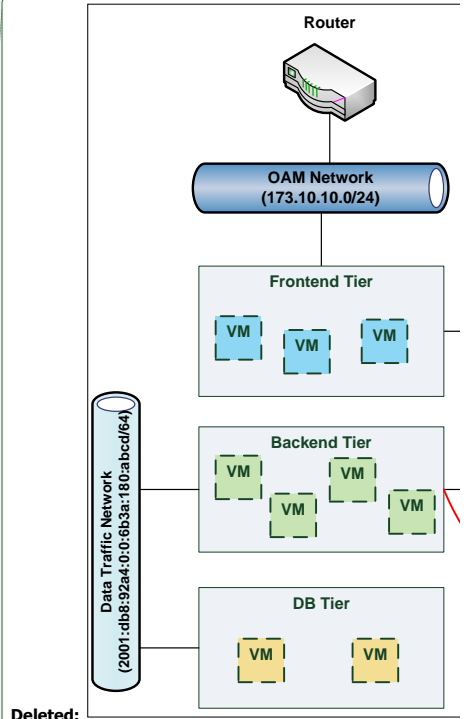 Router
OAM Network
(173.10.10.0/24)
Frontend Tier
VM
VM
VM
Backend Tier
VM
VM
VM
VM
Data Traffic Network
(2001:db8:92a4:0:0:6b3a:180:abcd/64)
DB Tier
VM
VM
Deleted: